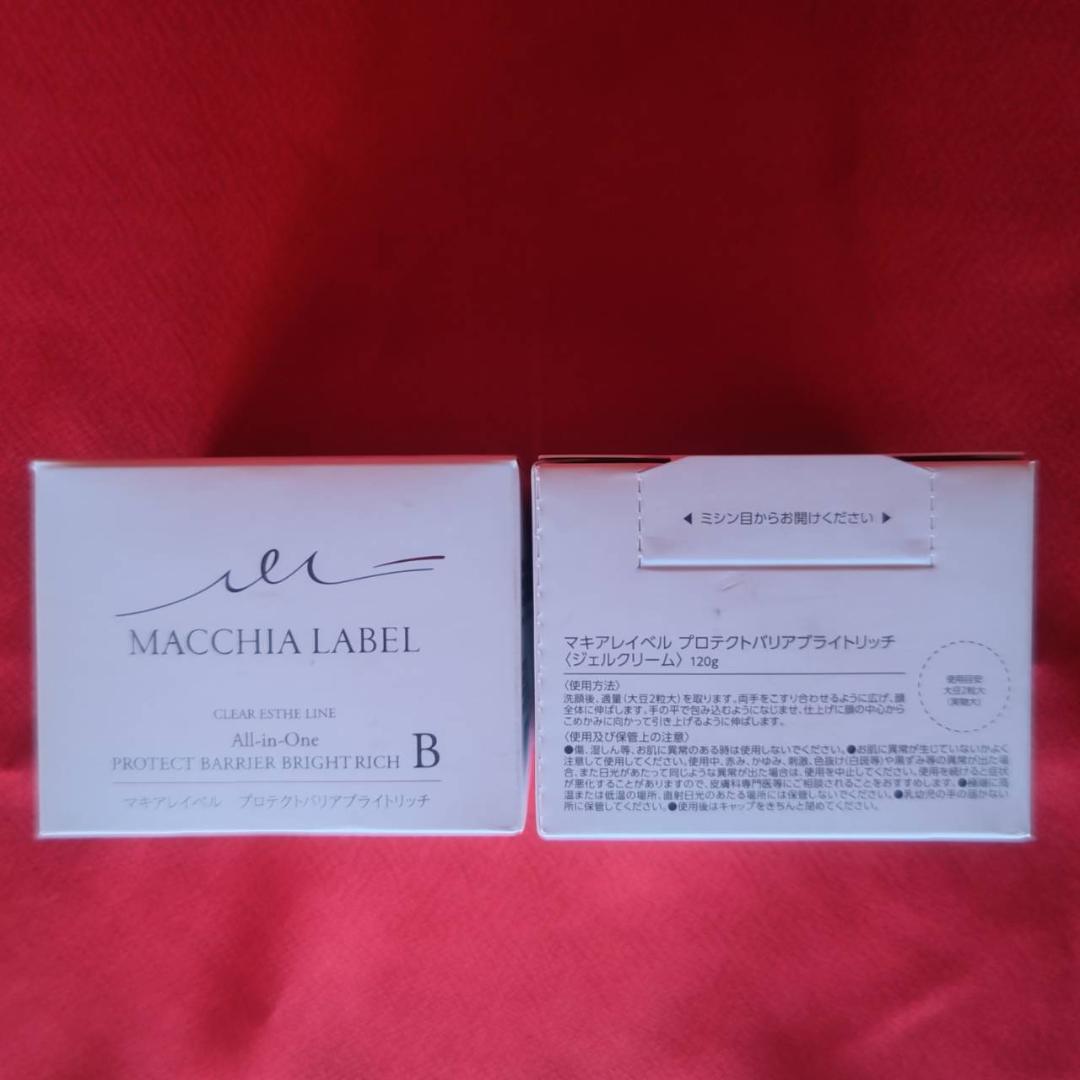 MACCHIA LABEL
CLEAR ESTHE LINE
All-in-One
PROTECT BARRIER BRIGHT RICH B
マキアレイベル プロテクトバリアブライトリッチ
◀ ミシン目からお開けください ▶
マキアレイベル プロテクトバリアブライトリッチ
〈ジェルクリーム〉 120g
〈使用方法〉
洗顔後、適量(大豆2粒大)を取ります。両手をこすり合わせるように広げ、顔
全体に伸ばします。手の平で包み込むようになじませ、仕上げに顔の中心から
こめかみに向かって引き上げるように伸ばします。
〈使用及び保管上の注意〉
●傷、湿しん等、お肌に異常のある時は使用しないでください。●お肌に異常が生じていないかよく
注意して使用してください。使用中、赤み、かゆみ、刺激、色抜け(白斑等)や黒ずみ等の異常が出た場
合、また日光があたって同じような異常が出た場合は、使用を中止してください。使用を続けると症状
が悪化することがありますので、皮膚科専門医等にご相談されることをおすすめします。●極端に高
温または低温の場所、直射日光のあたる場所には保管しないでください。●乳幼児の手の届かない
所に保管してください。●使用後はキャップをきちんと閉めてください。
使用目安
大豆2粒大
(実物大)